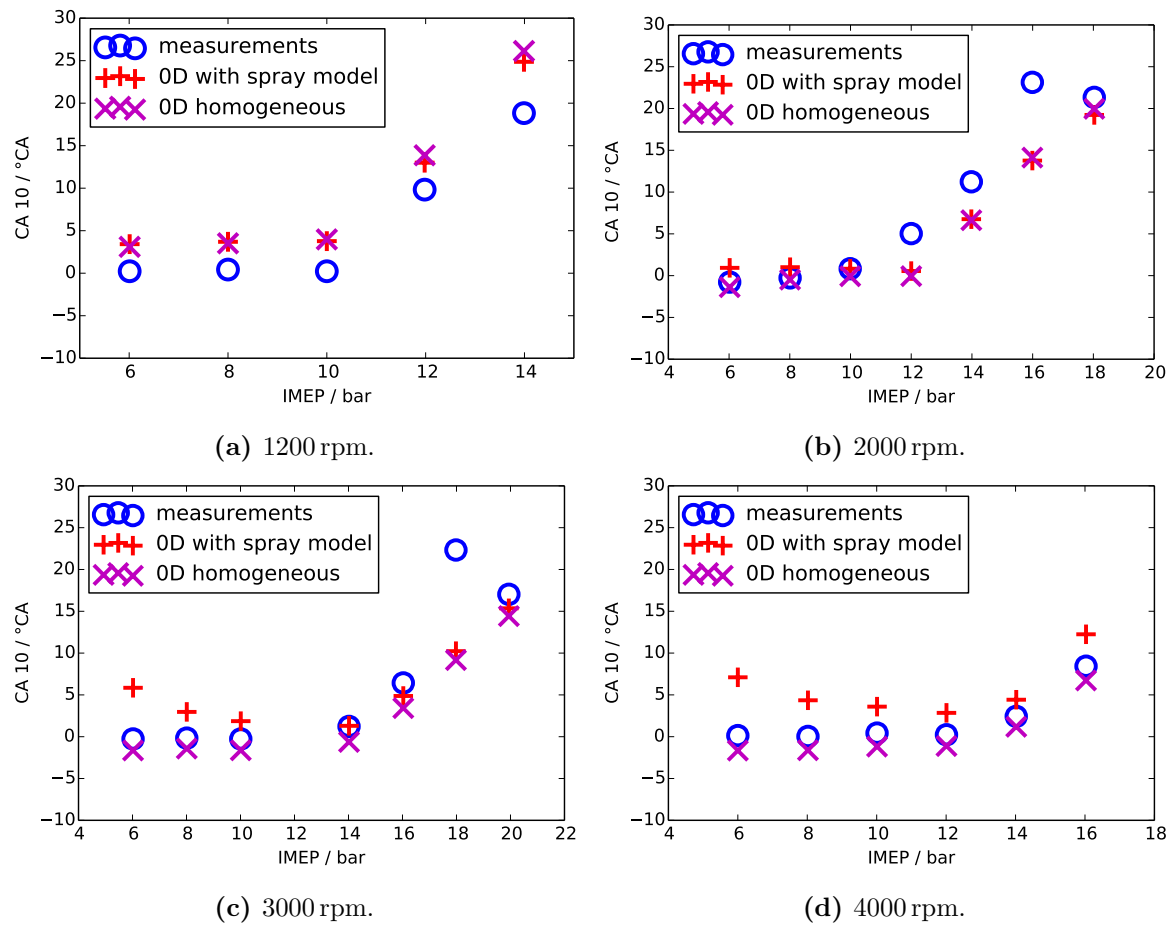 30
25
20
15
10
5
0
−5
−10
CA 10 / °CA
measurements
0D with spray model
0D homogeneous
6 8 10 12 14
IMEP / bar
(a) 1200 rpm.
30
25
20
15
10
5
0
−5
−10
CA 10 / °CA
measurements
0D with spray model
0D homogeneous
4 6 8 10 12 14 16 18 20
IMEP / bar
(b) 2000 rpm.
30
25
20
15
10
5
0
−5
−10
CA 10 / °CA
measurements
0D with spray model
0D homogeneous
4 6 8 10 12 14 16 18 20 22
IMEP / bar
(c) 3000 rpm.
30
25
20
15
10
5
0
−5
−10
CA 10 / °CA
measurements
0D with spray model
0D homogeneous
4 6 8 10 12 14 16 18
IMEP / bar
(d) 4000 rpm.